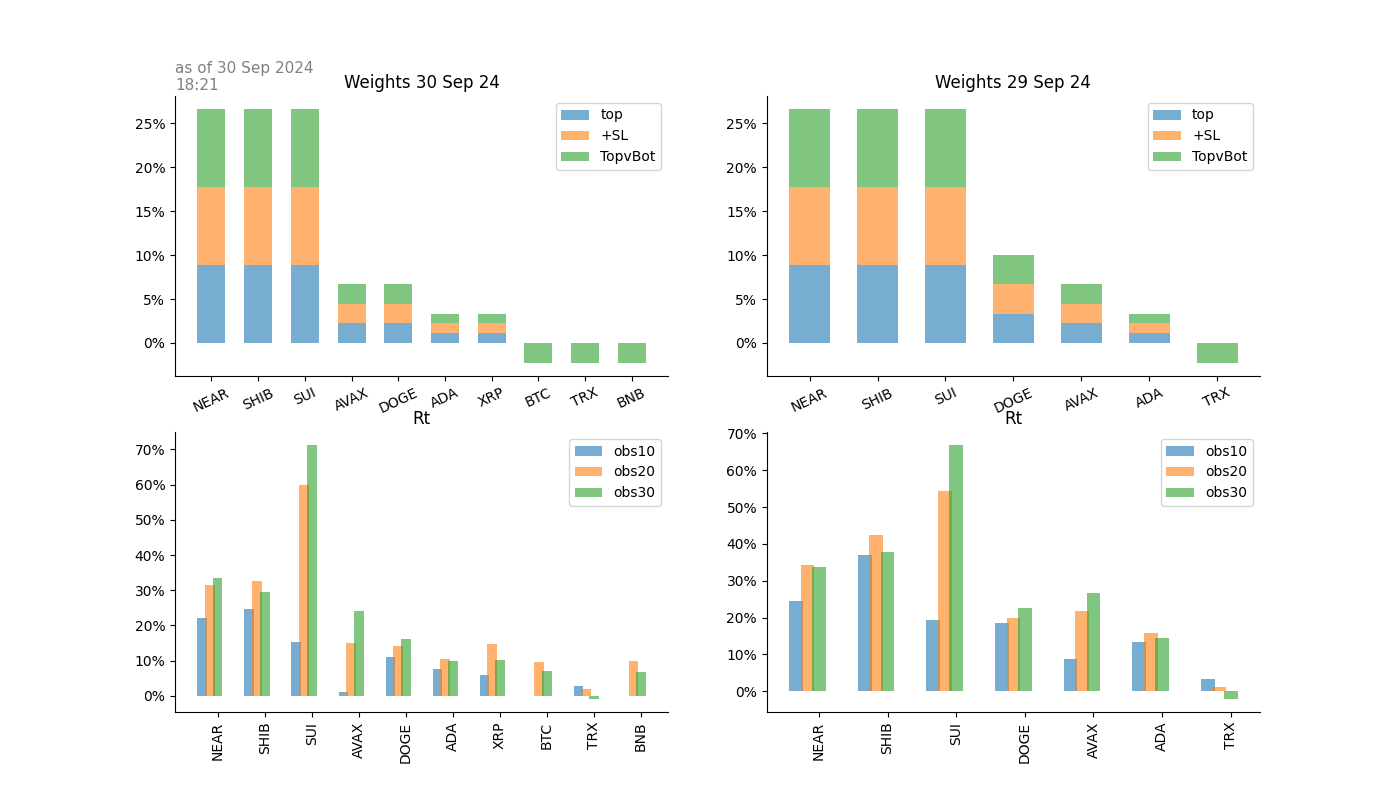 as of 30 Sep 2024
18:21
Weights 30 Sep 24
25%
20%
15%
10%
5%
0%
top
+SL
TopvBot
NEAR SHIB SUI AVAX DOGE ADA XRP BTC TRX BNB
Weights 29 Sep 24
25%
20%
15%
10%
5%
0%
top
+SL
TopvBot
NEAR SHIB SUI DOGE AVAX ADA TRX
Rt
70%
60%
50%
40%
30%
20%
10%
0%
obs10
obs20
obs30
NEAR SHIB SUI AVAX DOGE ADA XRP BTC TRX BNB
Rt
70%
60%
50%
40%
30%
20%
10%
0%
obs10
obs20
obs30
NEAR SHIB SUI DOGE AVAX ADA TRX